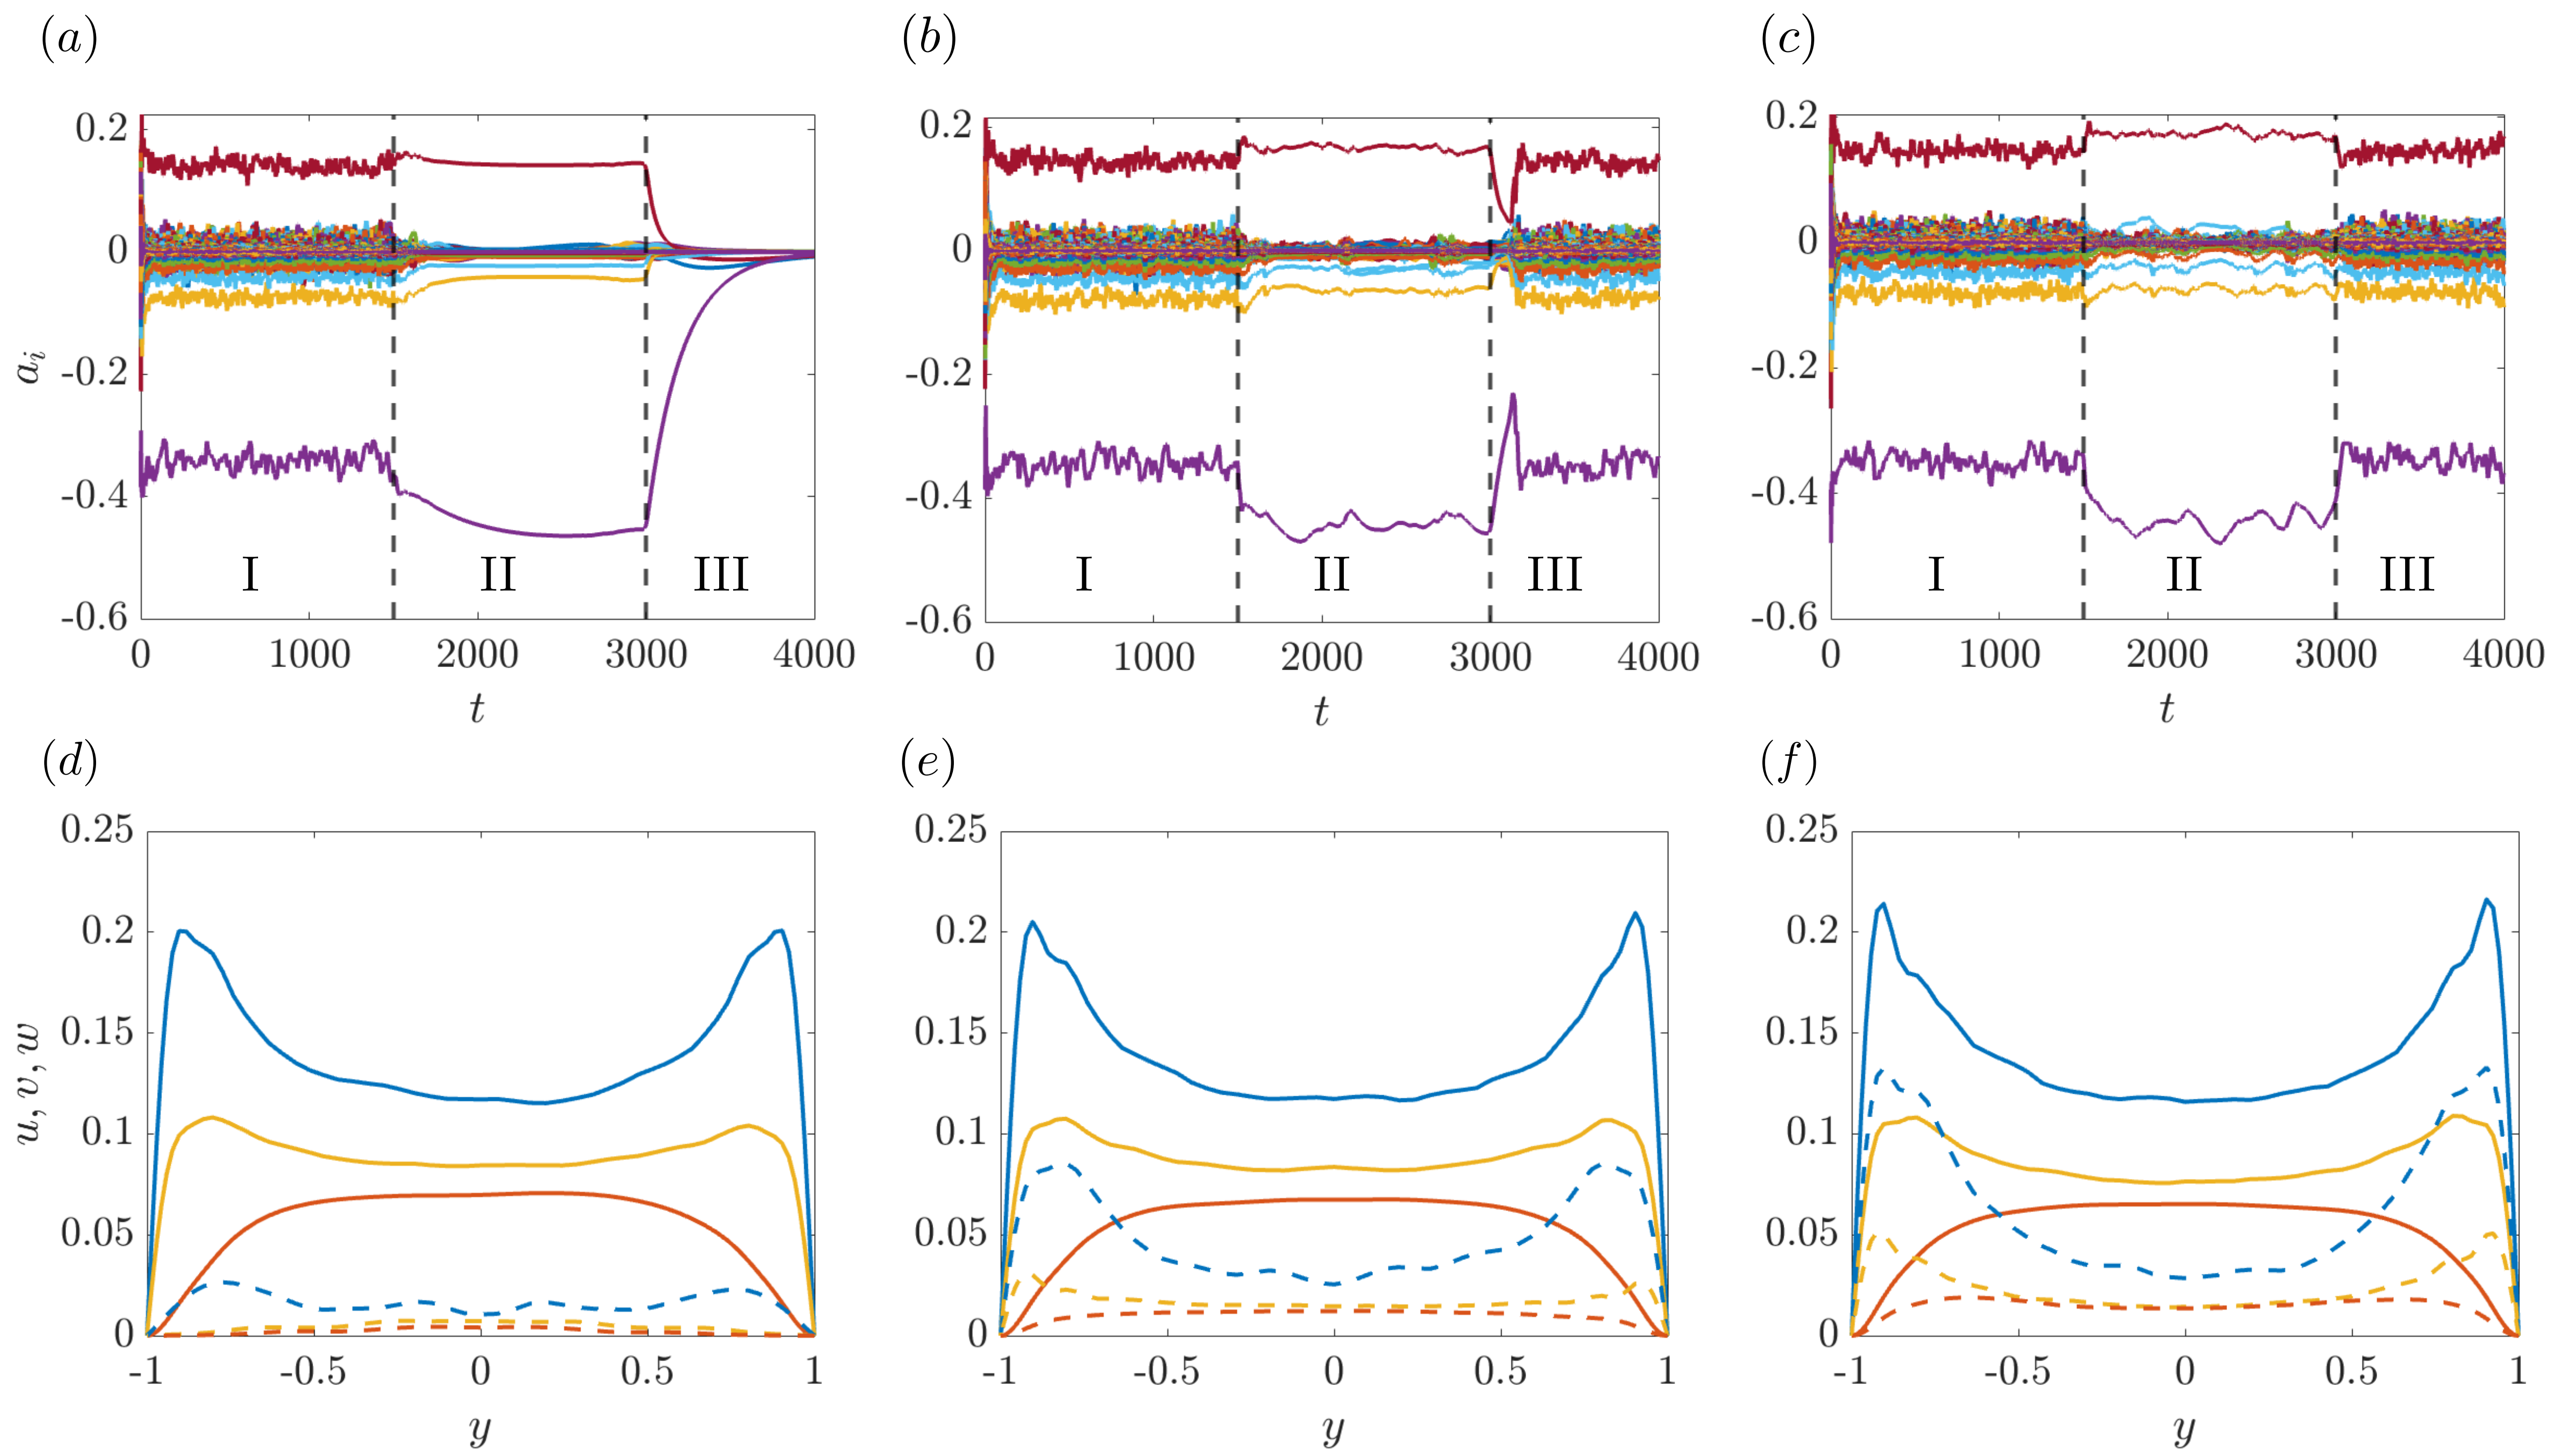 (a) (b) (c)
0.2 0.2 0.2
0 0 0
-0.2 -0.2 -0.2
a_i
-0.4 -0.4 -0.4
I II III I II III I II III
-0.6 -0.6 -0.6
0 1000 2000 3000 4000 0 1000 2000 3000 4000 0 1000 2000 3000 4000
t t t
(d) (e) (f)
0.25 0.25 0.25
0.2 0.2 0.2
0.15 0.15 0.15
u, v, w
0.1 0.1 0.1
0.05 0.05 0.05
0 0 0
-1 -0.5 0 0.5 1 -1 -0.5 0 0.5 1 -1 -0.5 0 0.5 1
y y y